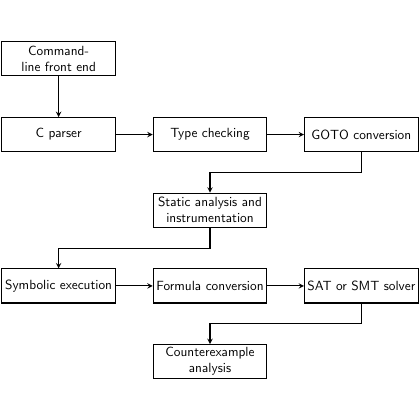 Command-
line front end
C parser
Type checking
GOTO conversion
Static analysis and
instrumentation
Symbolic execution
Formula conversion
SAT or SMT solver
Counterexample
analysis